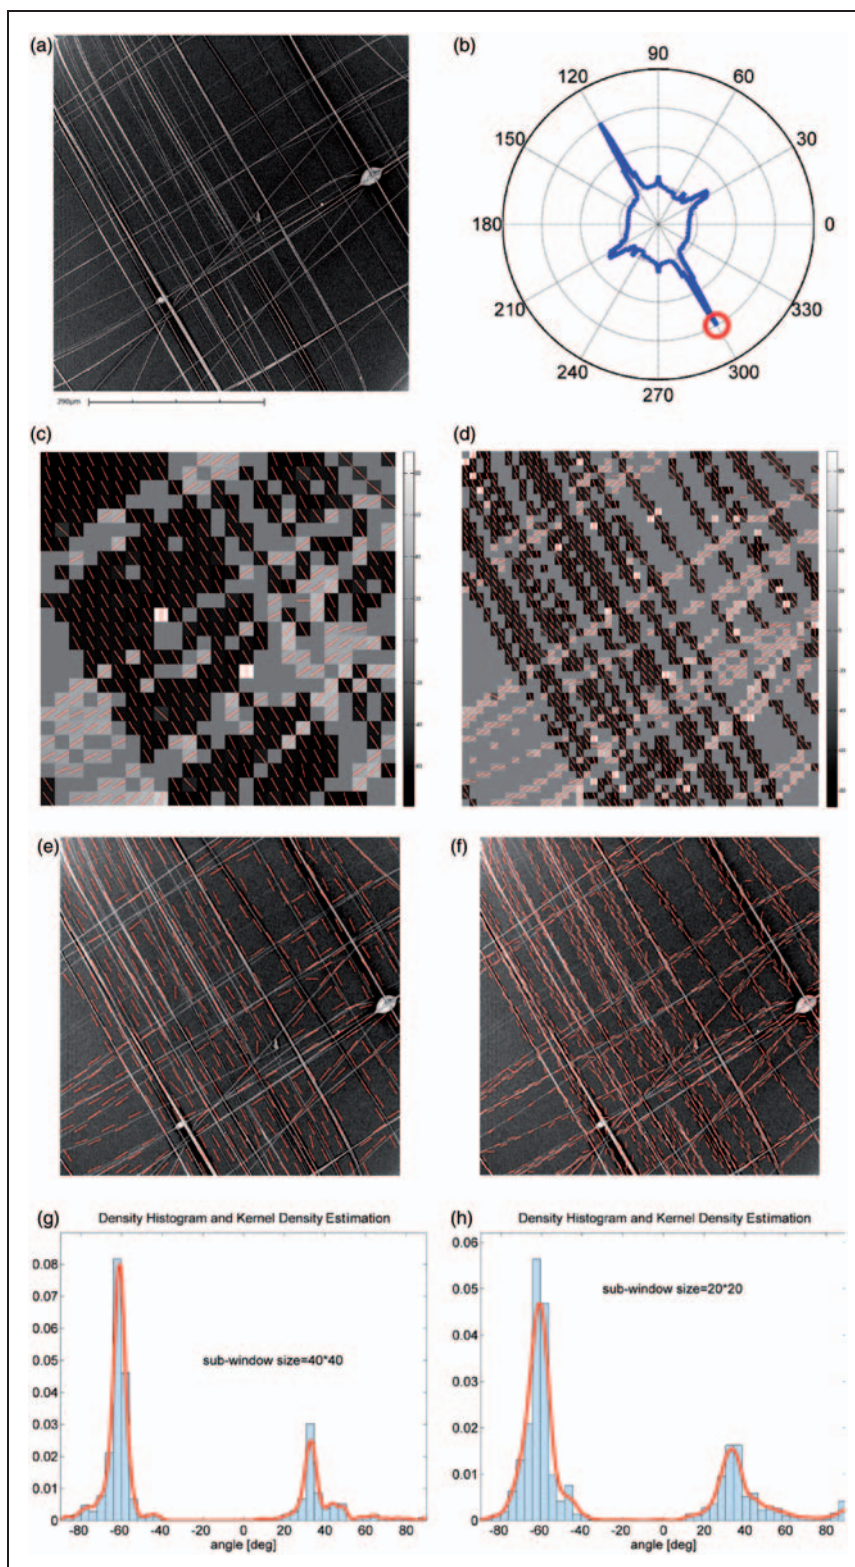 (a)
(b)
90
120
60
150
30
180
0
210
330
240
300
270
290µm
(c)
(d)
(e)
(f)
(g)
Density Histogram and Kernel Density Estimation
0.08
0.07
0.06
0.05
0.04
0.03
0.02
0.01
0
sub-window size=40*40
-80 -60 -40 -20 0 20 40 60 80
angle [deg]
(h)
Density Histogram and Kernel Density Estimation
0.06
0.05
0.04
0.03
0.02
0.01
0
sub-window size=20*20
-80 -60 -40 -20 0 20 40 60 80
angle [deg]